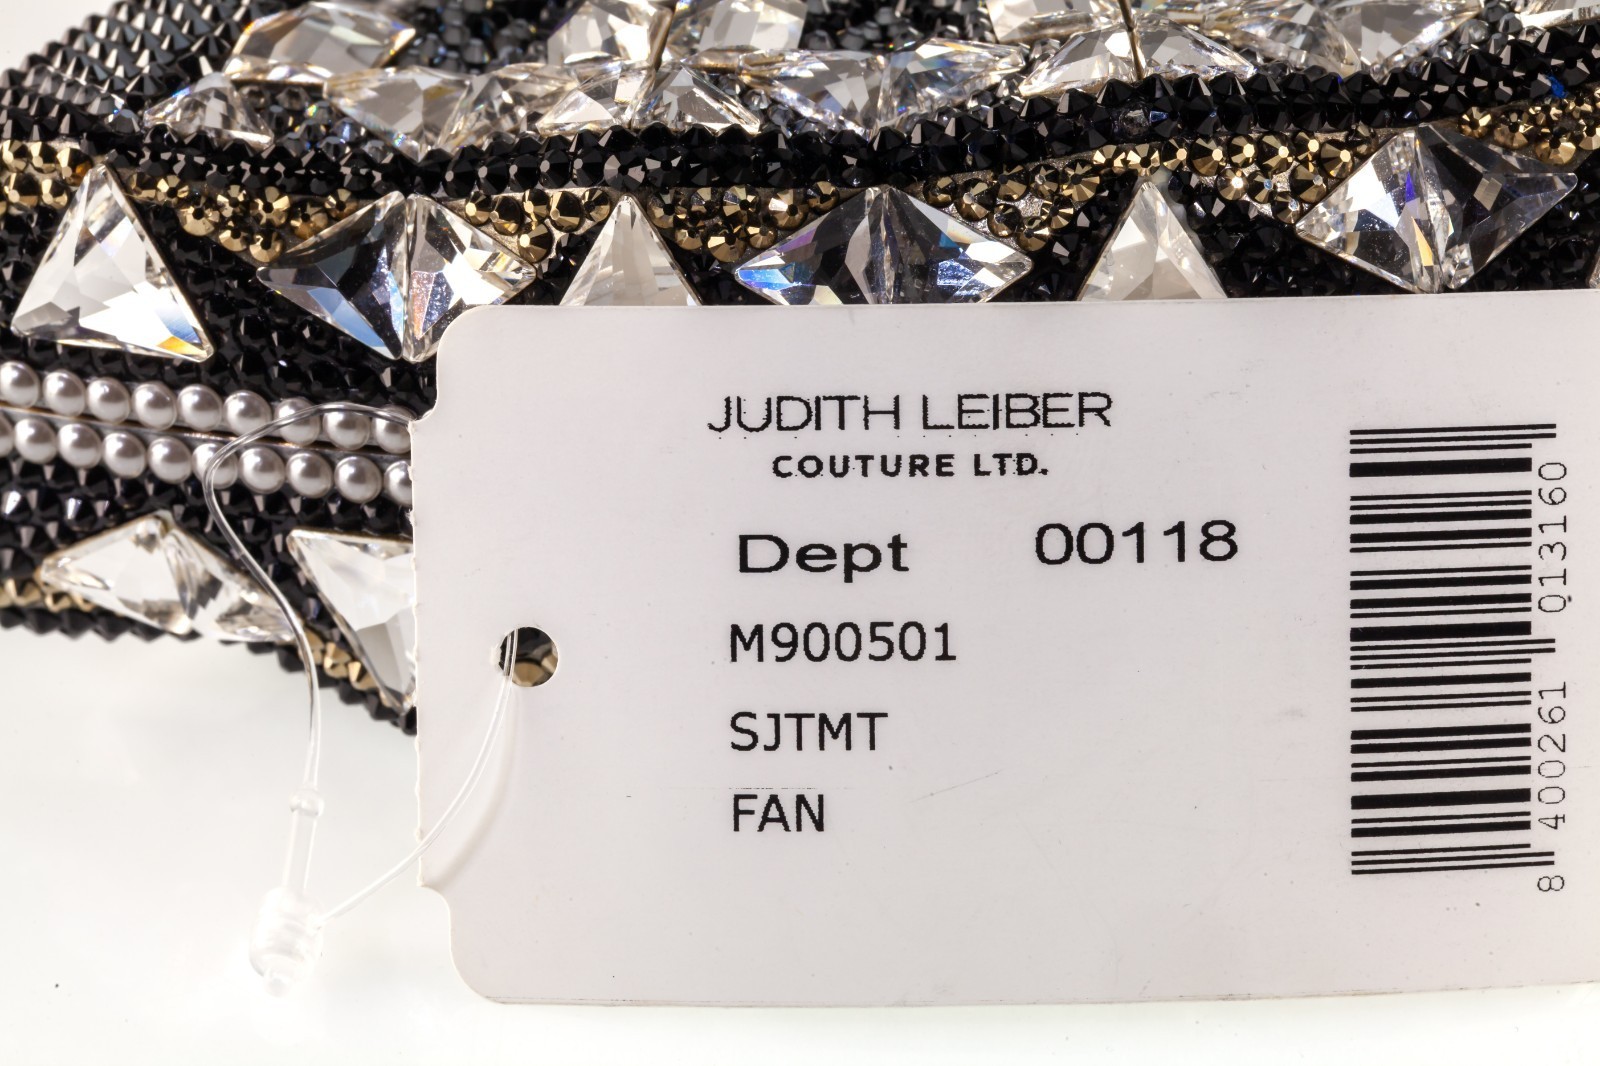 JUDITH LEIBER
COUTURE LTD.
Dept 00118
M900501
SJTMT
FAN
8 400261 013160